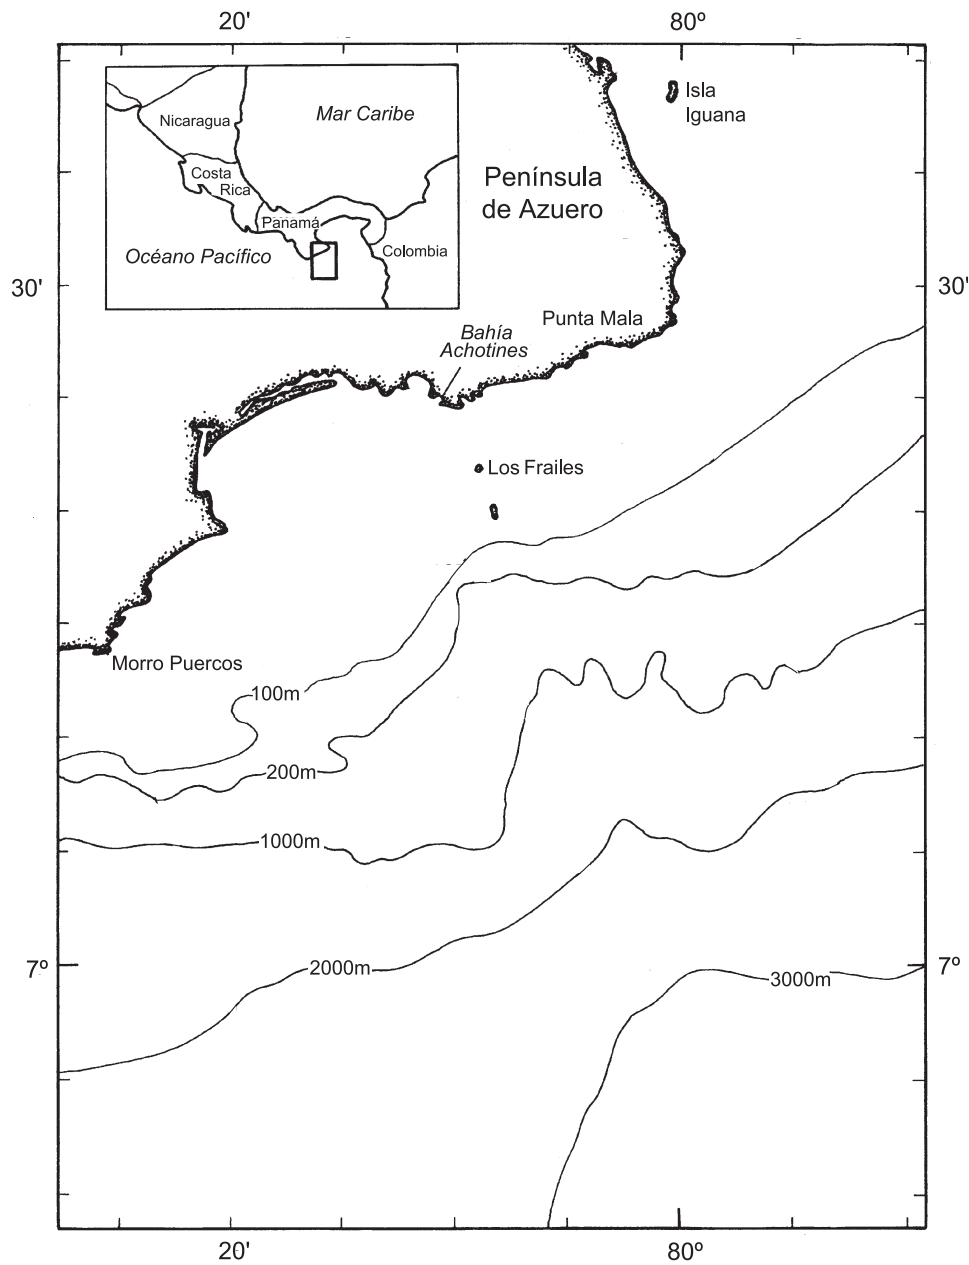 20'
80º
Isla
Iguana
Nicaragua
Mar Caribe
Costa
Rica
Península
de Azuero
Panamá
Océano Pacífico
Colombia
30'
30'
Punta Mala
Bahía
Achotines
Los Frailes
Morro Puercos
100m
200m
1000m
7º
2000m
3000m
7º
20'
80º